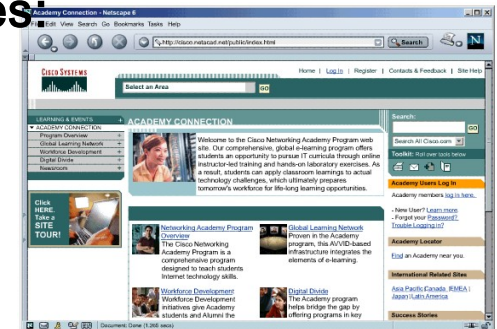 es:
Academy Connection - Netscape 6
File Edit View Search Go Bookmarks Tasks Help
http://cisco.netacad.net/public/index.html
Search
N
CISCO SYSTEMS
Home | Log In | Register | Contacts & Feedback | Site Help
Select an Area
GO
LEARNING & EVENTS
ACADEMY CONNECTION
Program Overview
Global Learning Network
Workforce Development
Digital Divide
Newsroom
Click
HERE.
Take a
SITE
TOUR!
ACADEMY CONNECTION
Welcome to the Cisco Networking Academy Program web
site. Our comprehensive, global e-learning program offers
students an opportunity to pursue IT curricula through online
instructor-led training and hands-on laboratory exercises. As
a result, students can apply classroom learnings to actual
technology challenges, which ultimately prepares
tomorrow's workforce for life-long learning opportunities.
Networking Academy Program
Overview
The Cisco Networking
Academy Program is a
comprehensive program
designed to teach students
Internet technology skills.
Global Learning Network
Proven in the Academy
program, this AVVID-based
infrastructure integrates the
elements of e-learning.
Workforce Development
Workforce Development
initiatives give Academy
students and Alumni the
Digital Divide
The Academy program
helps bridge the gap by
offering programs in key
Search:
GO
Search All Cisco.com
Toolkit: Roll over tools below
Academy Users Log In
Academy members log in here.
- New User? Learn more.
- Forgot your Password?
Trouble Logging in?
Academy Locator
Find an Academy near you.
International Related Sites
Asia Pacific |Canada |EMEA |
Japan |Latin America
Success Stories
Document: Done (1.265 secs)